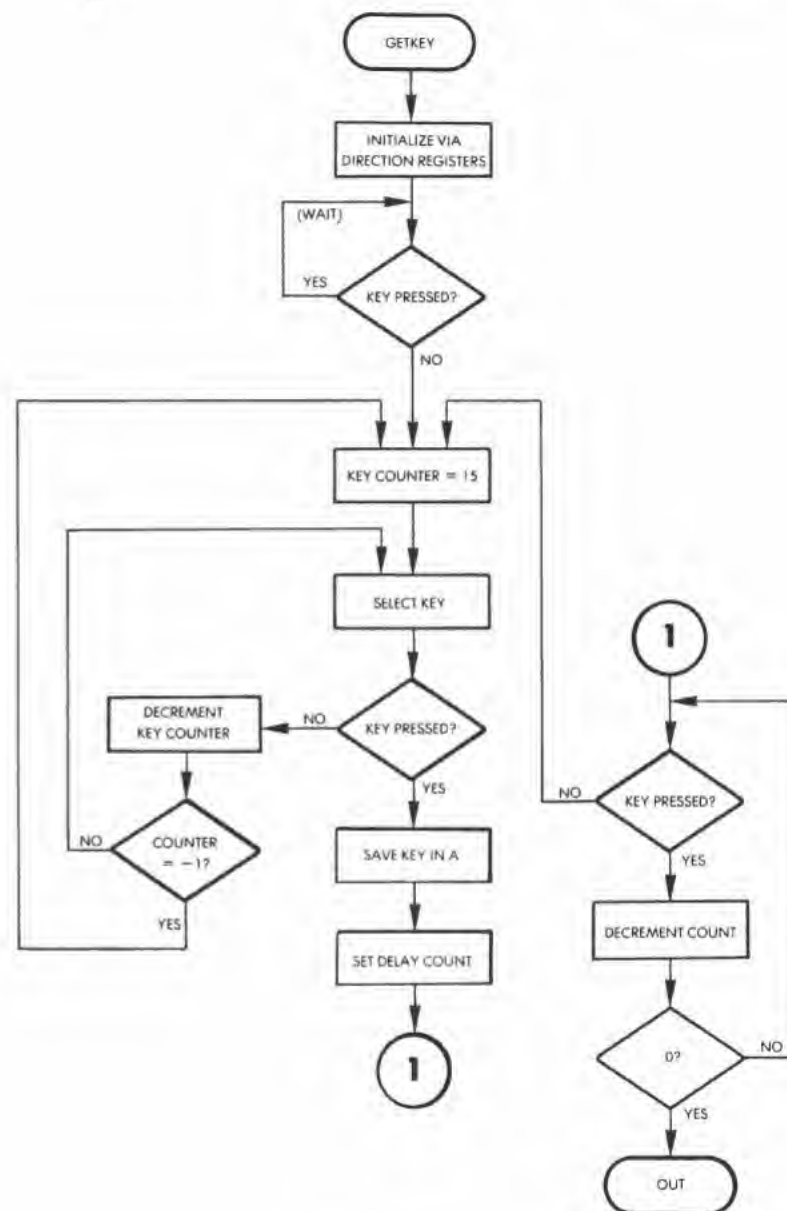 GETKEY
INITIALIZE VIA
DIRECTION REGISTERS
(WAIT)
YES
KEY PRESSED?
NO
KEY COUNTER = 15
SELECT KEY
1
DECREMENT
KEY COUNTER
NO
KEY PRESSED?
YES
NO
KEY PRESSED?
YES
NO
COUNTER
= -1?
YES
SAVE KEY IN A
DECREMENT COUNT
SET DELAY COUNT
1
0?
NO
YES
OUT